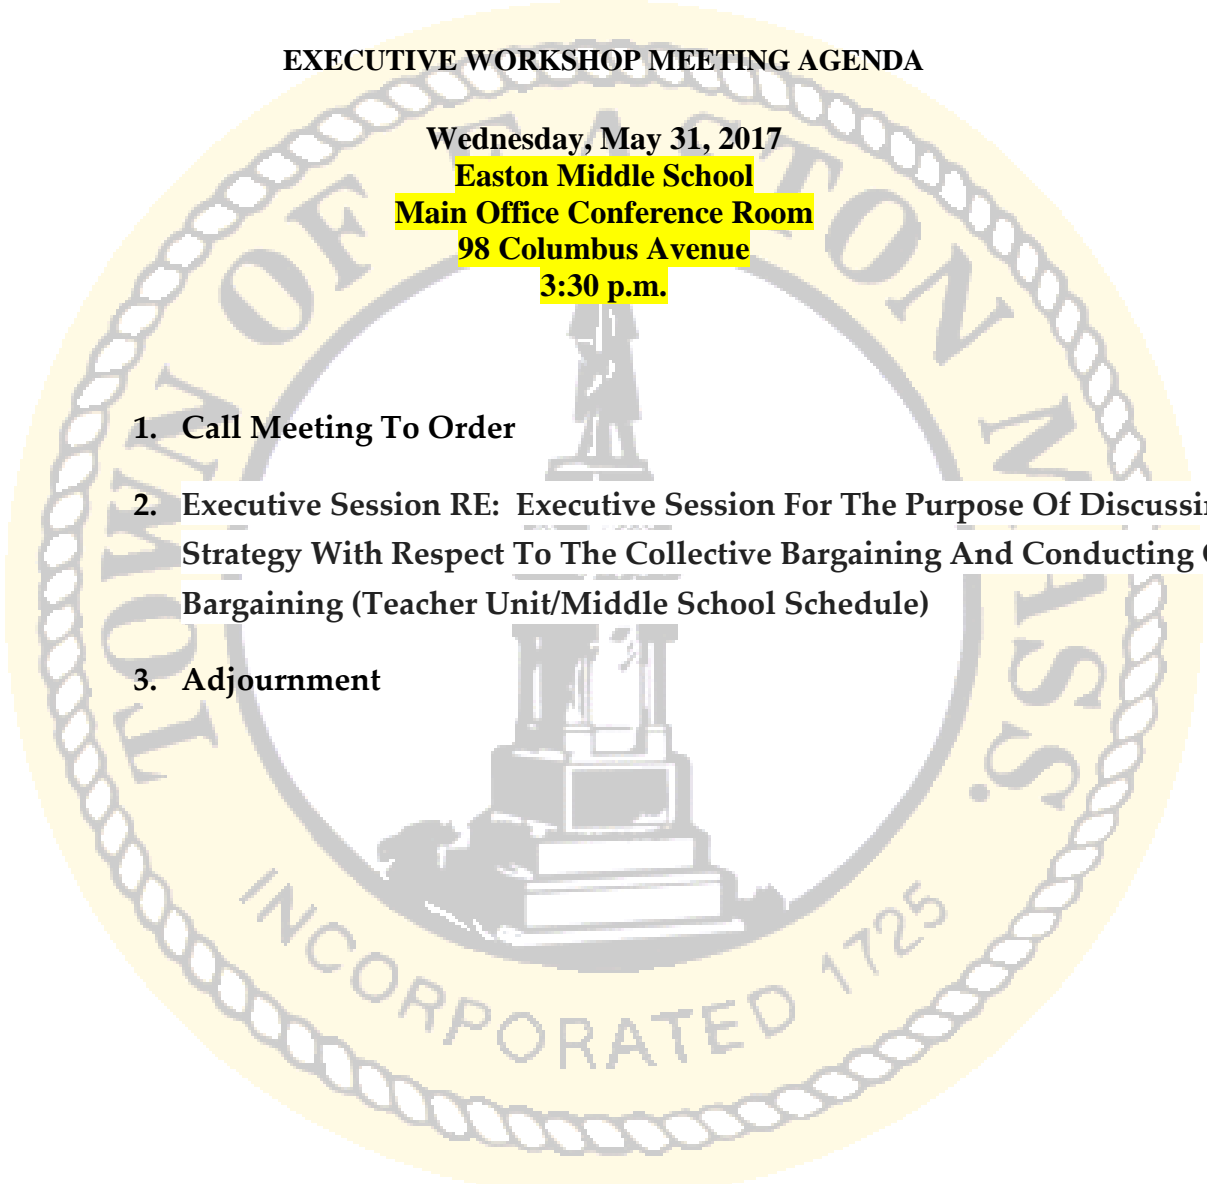 EXECUTIVE WORKSHOP MEETING AGENDA
Wednesday, May 31, 2017
Easton Middle School
Main Office Conference Room
98 Columbus Avenue
3:30 p.m.
1. Call Meeting To Order
2. Executive Session RE: Executive Session For The Purpose Of
Strategy With Respect To The Collective Bargaining And Conducting
Bargaining (Teacher Unit/Middle School Schedule)
3. Adjournment
TOWN OF EASTON MASS.
INCORPORATED 1725